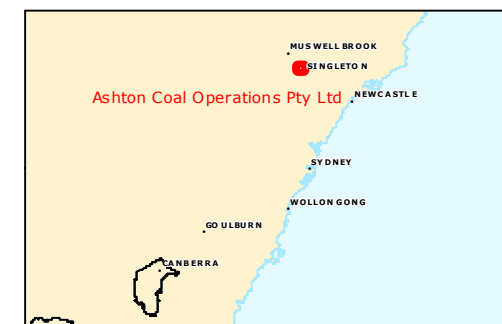 MUSWELLBROOK
SINGLETON
Ashton Coal Operations Pty Ltd
NEWCASTLE
SYDNEY
WOLLONGONG
GOULBURN
CANBERRA